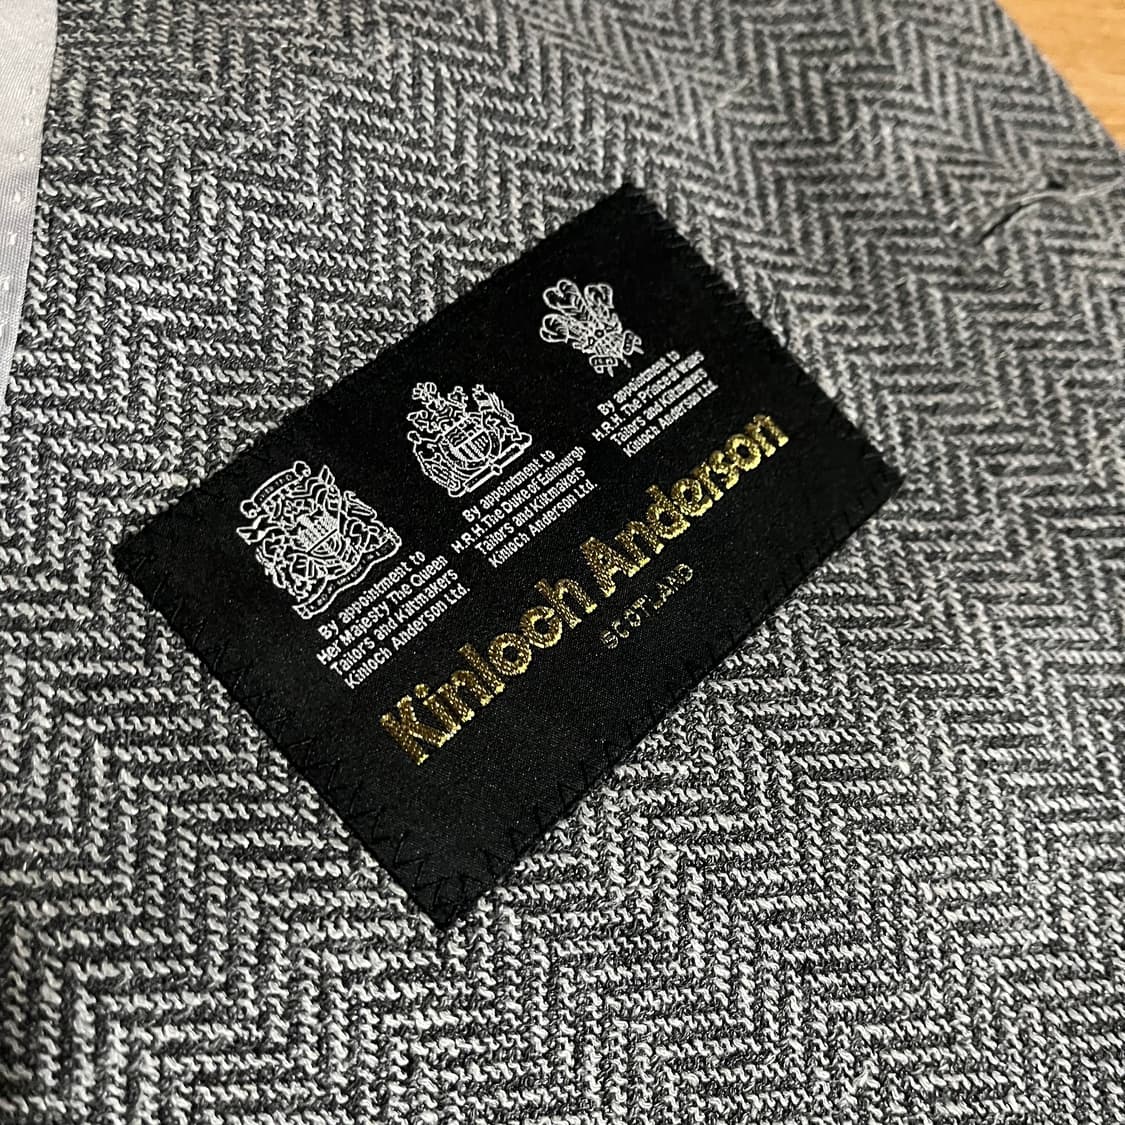 By appointment to
Her Majesty The Queen
Tailors and Kiltmakers
Kinloch Anderson Ltd.
By appointment to
H.R.H. The Duke of Edinburgh
Tailors and Kiltmakers
Kinloch Anderson Ltd.
By appointment to
H.R.H. The Prince of Wales
Tailors and Kiltmakers
Kinloch Anderson Ltd
Kinloch Anderson
SCOTLAND